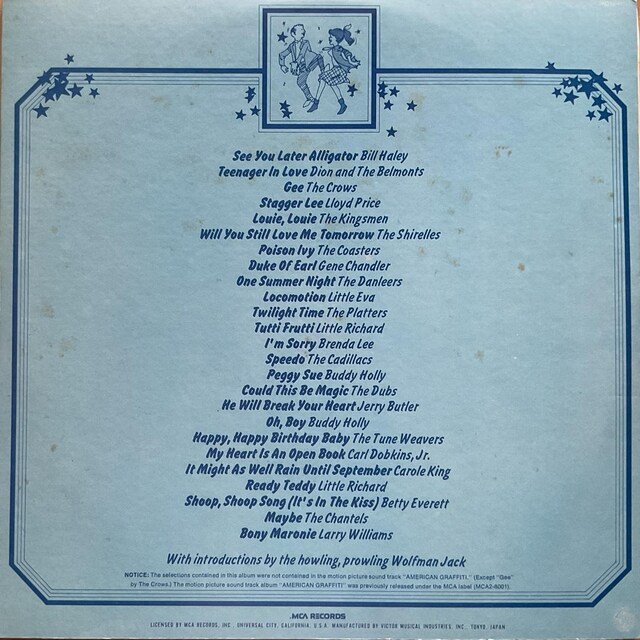 See You Later Alligator Bill Haley
Teenager In Love Dion and The Belmonts
Gee The Crows
Stagger Lee Lloyd Price
Louie, Louie The Kingsmen
Will You Still Love Me Tomorrow The Shirelles
Poison Ivy The Coasters
Duke Of Earl Gene Chandler
One Summer Night The Danleers
Locomotion Little Eva
Twilight Time The Platters
Tutti Frutti Little Richard
I'm Sorry Brenda Lee
Speedo The Cadillacs
Peggy Sue Buddy Holly
Could This Be Magic The Dubs
He Will Break Your Heart Jerry Butler
Oh, Boy Buddy Holly
Happy, Happy Birthday Baby The Tune Weavers
My Heart Is An Open Book Carl Dobkins, Jr.
It Might As Well Rain Until September Carole King
Ready Teddy Little Richard
Shoop, Shoop Song (It's In The Kiss) Betty Everett
Maybe The Chantels
Bony Maronie Larry Williams
With introductions by the howling, prowling Wolfman Jack
NOTICE: The selections contained in this album were not contained in the motion picture sound track "AMERICAN GRAFFITI." (Except "Gee"
by The Crows.) The motion picture sound track album "AMERICAN GRAFFITI" was previously released under the MCA label (MCA2-8001).
MCA RECORDS
LICENSED BY MCA RECORDS, INC., UNIVERSAL CITY, CALIFORNIA, U.S.A. MANUFACTURED BY VICTOR MUSICAL INDUSTRIES, INC., TOKYO, JAPAN